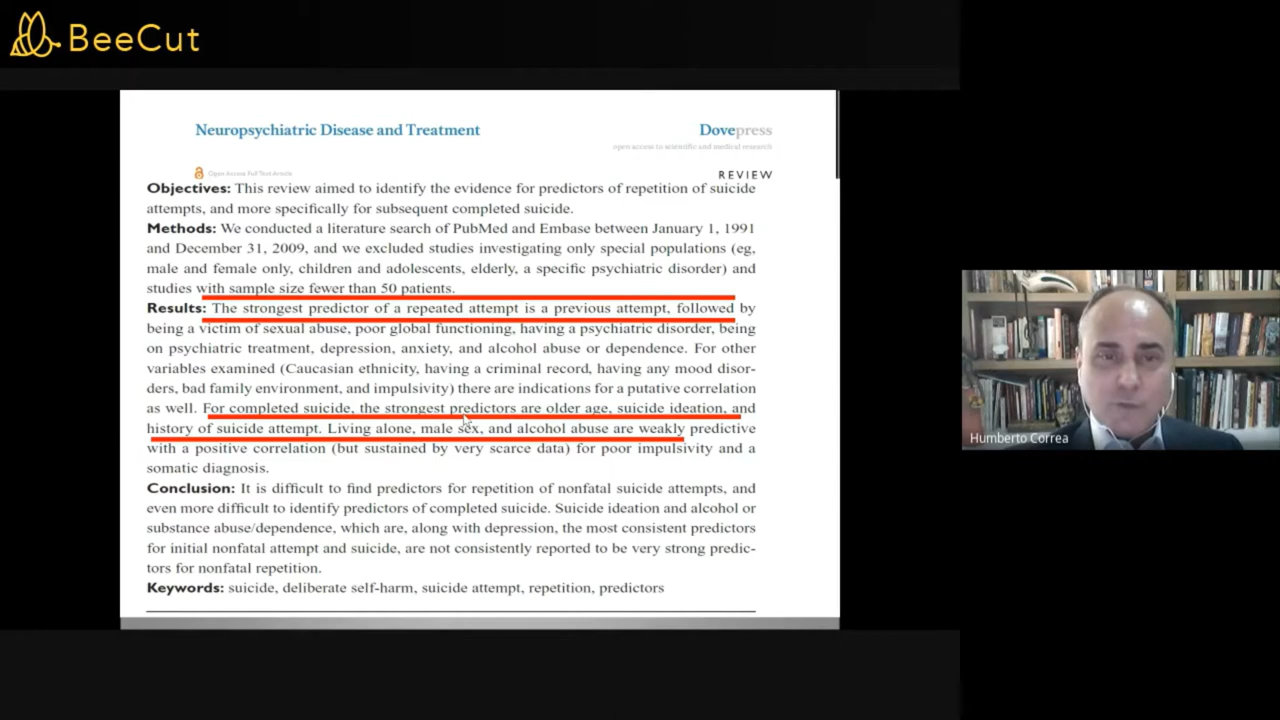 BeeCut
Neuropsychiatric Disease and Treatment
Dovepress
open access to scientific and medical research
Open Access Full Text Article
REVIEW
Objectives: This review aimed to identify the evidence for predictors of repetition of suicide
attempts, and more specifically for subsequent completed suicide.
Methods: We conducted a literature search of PubMed and Embase between January 1, 1991
and December 31, 2009, and we excluded studies investigating only special populations (eg,
male and female only, children and adolescents, elderly, a specific psychiatric disorder) and
studies with sample size fewer than 50 patients.
Results: The strongest predictor of a repeated attempt is a previous attempt, followed by
being a victim of sexual abuse, poor global functioning, having a psychiatric disorder, being
on psychiatric treatment, depression, anxiety, and alcohol abuse or dependence. For other
variables examined (Caucasian ethnicity, having a criminal record, having any mood disor-
ders, bad family environment, and impulsivity) there are indications for a putative correlation
as well. For completed suicide, the strongest predictors are older age, suicide ideation, and
history of suicide attempt. Living alone, male sex, and alcohol abuse are weakly predictive
with a positive correlation (but sustained by very scarce data) for poor impulsivity and a
somatic diagnosis.
Conclusion: It is difficult to find predictors for repetition of nonfatal suicide attempts, and
even more difficult to identify predictors of completed suicide. Suicide ideation and alcohol or
substance abuse/dependence, which are, along with depression, the most consistent predictors
for initial nonfatal attempt and suicide, are not consistently reported to be very strong predic-
tors for nonfatal repetition.
Keywords: suicide, deliberate self-harm, suicide attempt, repetition, predictors
Humberto Correa